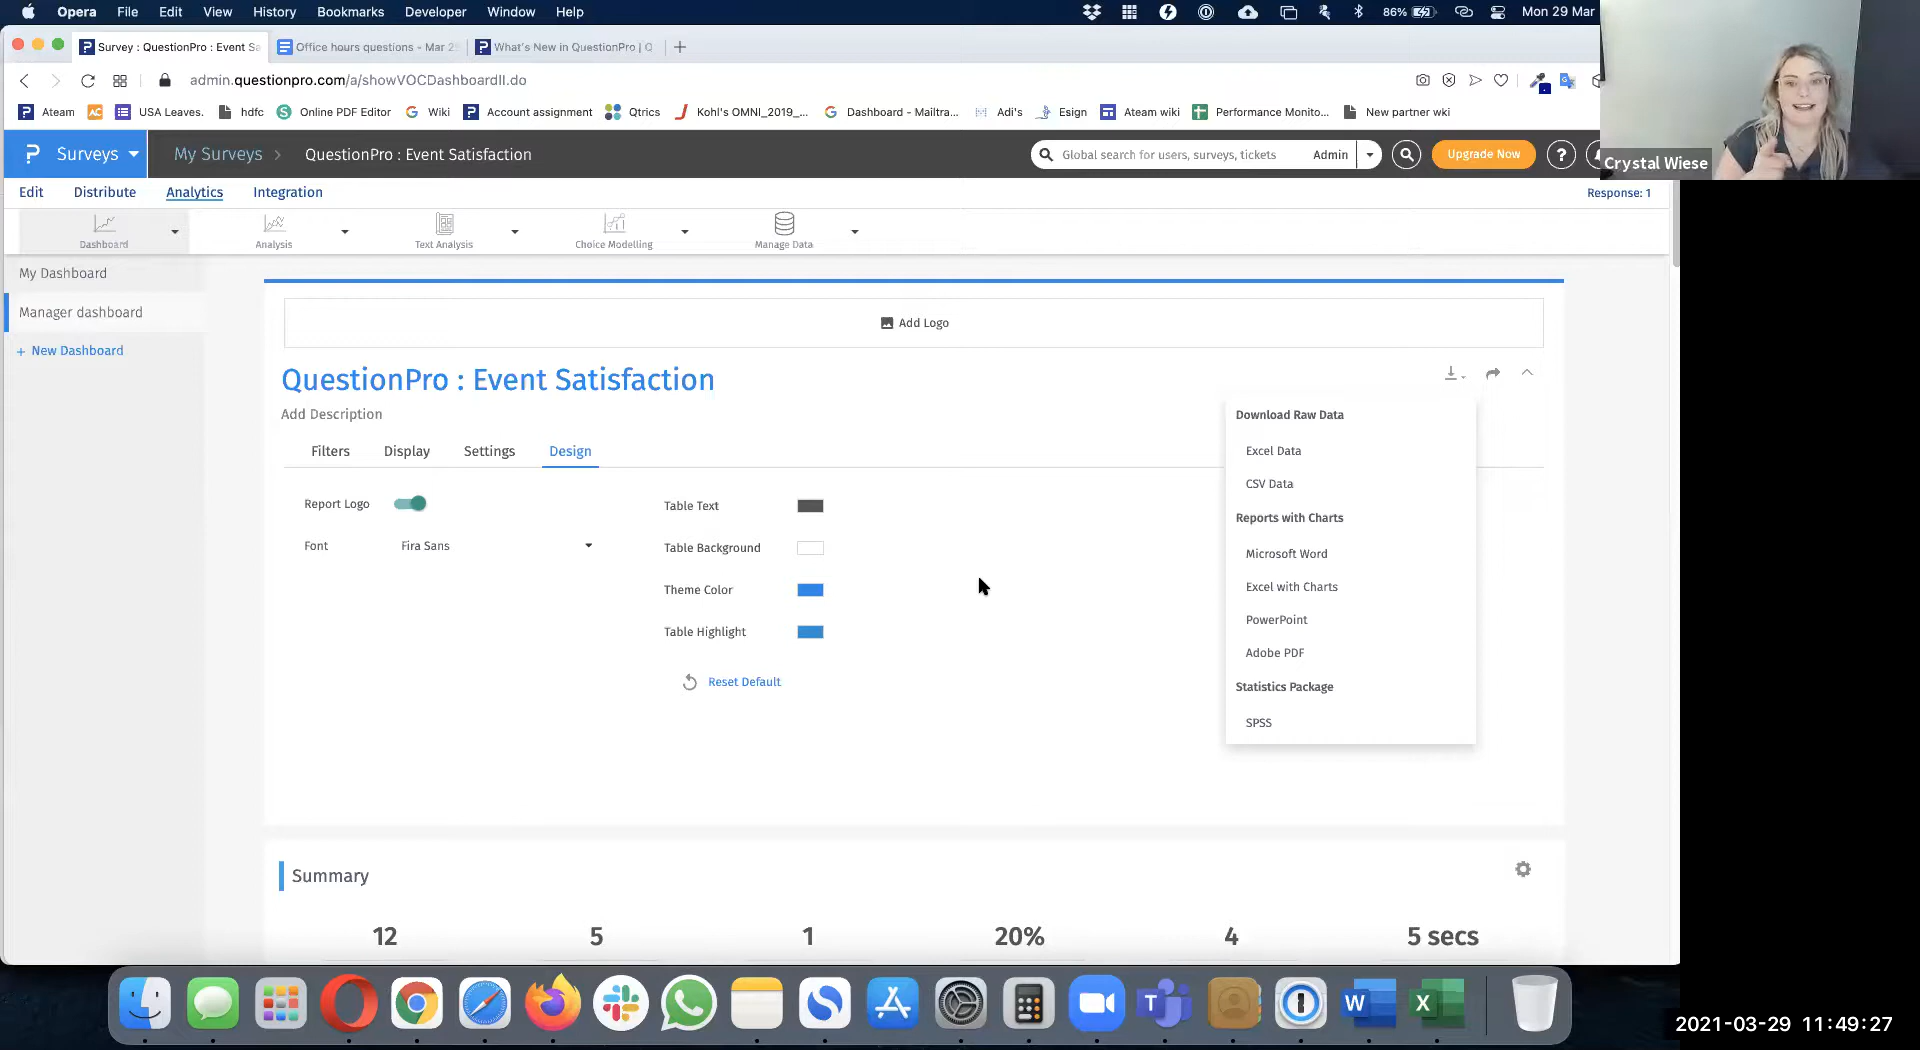 Opera File Edit View History Bookmarks Developer Window Help 86% Mon 29 Mar
Survey : QuestionPro : Event Sa Office hours questions - Mar 2 What's New in QuestionPro | Q
admin.questionpro.com/a/showVOCDashboardII.do
Ateam AC USA Leaves. hdfc Online PDF Editor Wiki Account assignment Qtrics Kohl's OMNI_2019_... Dashboard - Mailtra... Adi's Esign Ateam wiki Performance Monito... New partner wiki
Surveys My Surveys > QuestionPro : Event Satisfaction Global search for users, surveys, tickets Admin Upgrade Now ?
Crystal Wiese
Edit Distribute Analytics Integration Response: 1
Dashboard Analysis Text Analysis Choice Modelling Manage Data
My Dashboard
Manager dashboard
+ New Dashboard
Add Logo
QuestionPro : Event Satisfaction
Add Description
Filters Display Settings Design
Report Logo
Font Fira Sans
Table Text
Table Background
Theme Color
Table Highlight
Reset Default
Download Raw Data
Excel Data
CSV Data
Reports with Charts
Microsoft Word
Excel with Charts
PowerPoint
Adobe PDF
Statistics Package
SPSS
Summary
12 5 1 20% 4 5 secs
T W X
2021-03-29 11:49:27